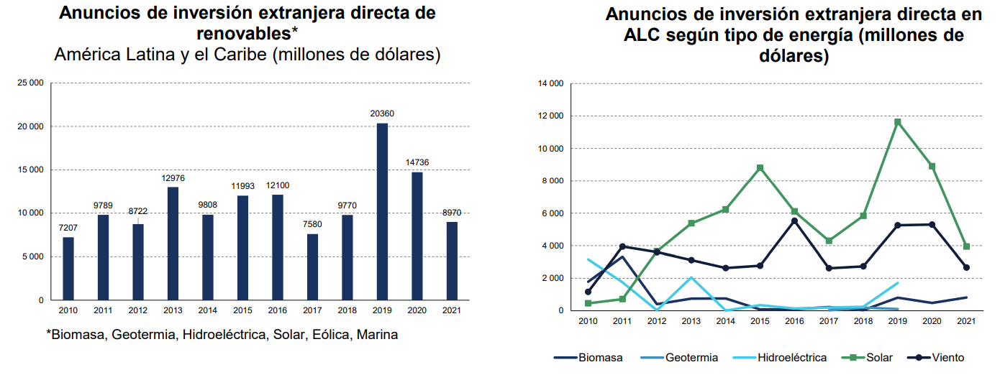 Anuncios de inversión extranjera directa de
renovables*
América Latina y el Caribe (millones de dólares)
25 000
20 000
15 000
10 000
5 000
0
7207
9789
8722
12976
9808
11993
12100
7580
9770
20360
14736
8970
2010 2011 2012 2013 2014 2015 2016 2017 2018 2019 2020 2021
*Biomasa, Geotermia, Hidroeléctrica, Solar, Eólica, Marina
Anuncios de inversión extranjera directa en
ALC según tipo de energía (millones de
dólares)
14 000
12 000
10 000
8 000
6 000
4 000
2 000
0
2010 2011 2012 2013 2014 2015 2016 2017 2018 2019 2020 2021
Biomasa Geotermia Hidroeléctrica Solar Viento